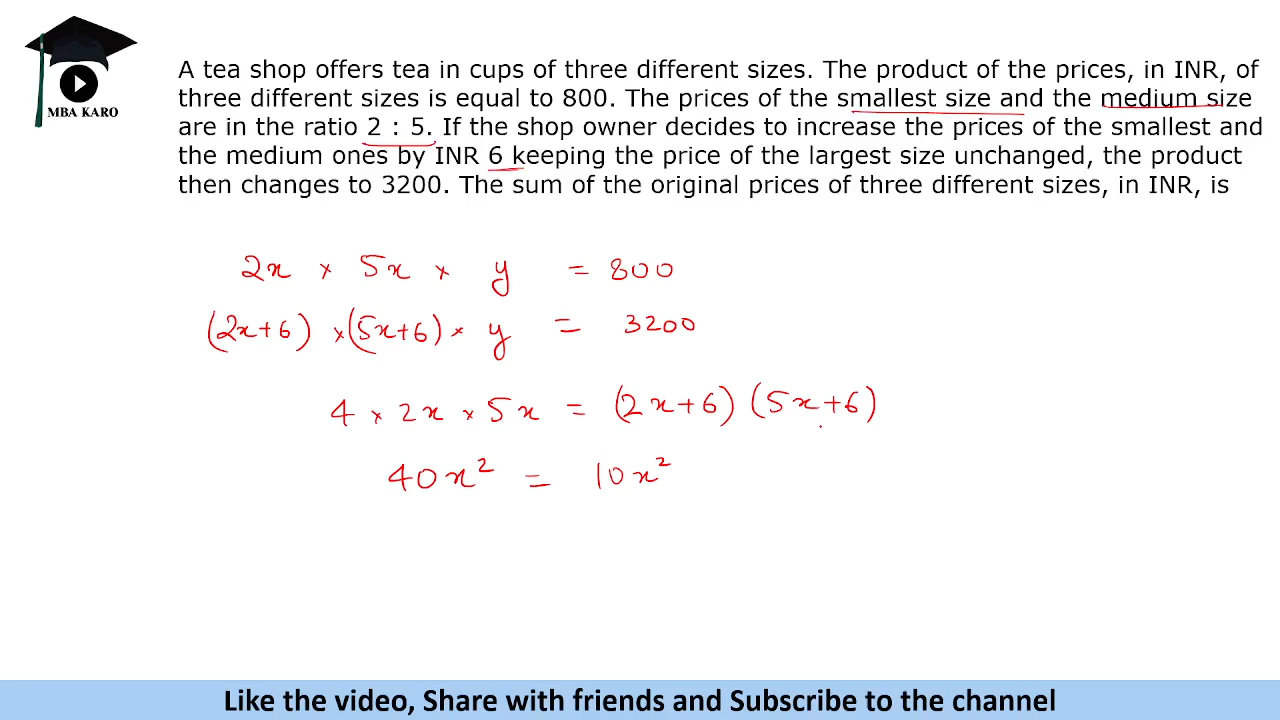 MBA KARO
A tea shop offers tea in cups of three different sizes. The product of the prices, in INR, of
three different sizes is equal to 800. The prices of the smallest size and the medium size
are in the ratio 2 : 5. If the shop owner decides to increase the prices of the smallest and
the medium ones by INR 6 keeping the price of the largest size unchanged, the product
then changes to 3200. The sum of the original prices of three different sizes, in INR, is
2x × 5x × y = 800
(2x+6) × (5x+6) × y = 3200
4 × 2x × 5x = (2x+6) (5x+6)
40x² = 10x²
Like the video, Share with friends and Subscribe to the channel